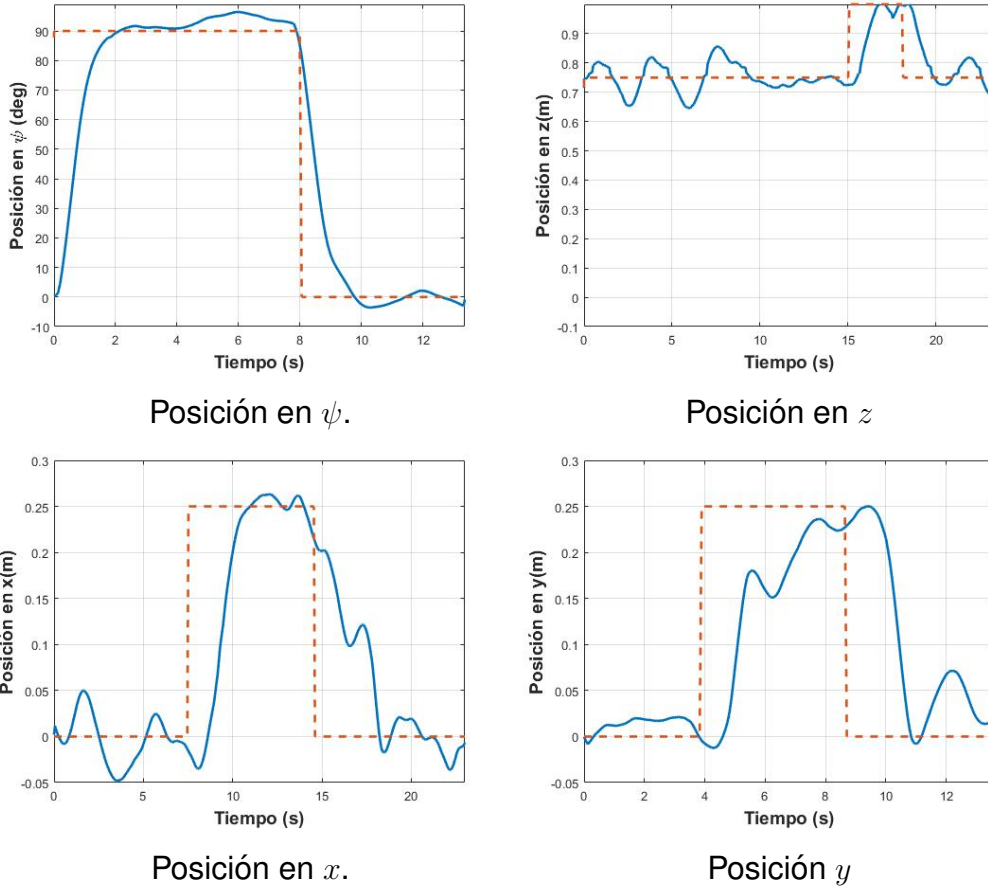 90
80
70
60
50
40
30
20
10
0
-10
Posición en ψ (deg)
0 2 4 6 8 10 12
Tiempo (s)
Posición en ψ.
0.9
0.8
0.7
0.6
0.5
0.4
0.3
0.2
0.1
0
-0.1
Posición en z(m)
0 5 10 15 20
Tiempo (s)
Posición en z
0.3
0.25
0.2
0.15
0.1
0.05
0
-0.05
Posición en x(m)
0 5 10 15 20
Tiempo (s)
Posición en x.
0.3
0.25
0.2
0.15
0.1
0.05
0
-0.05
Posición en y(m)
0 2 4 6 8 10 12
Tiempo (s)
Posición y